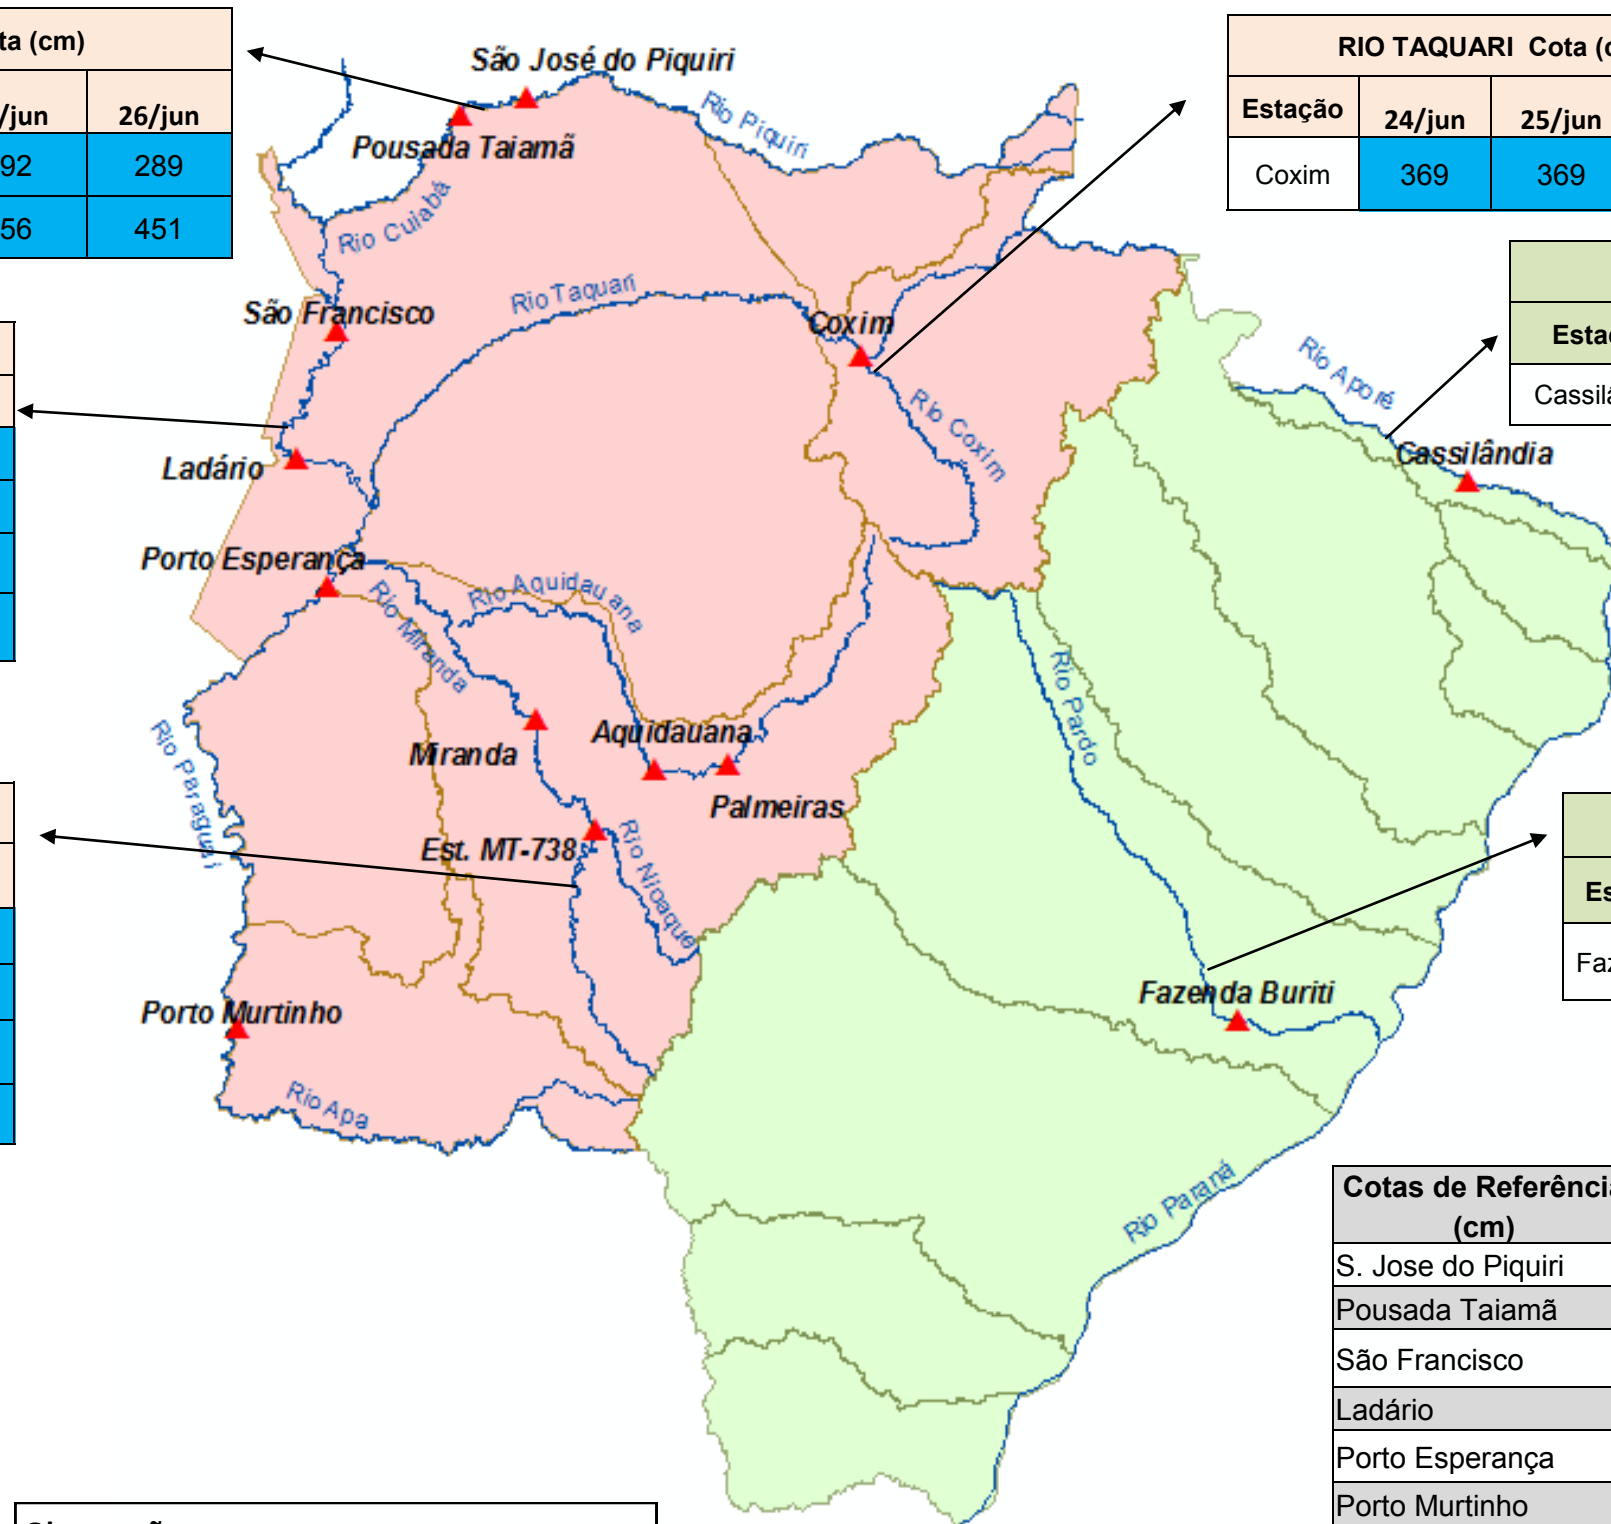 ta (cm)
/jun 26/jun
92 289
56 451
RIO TAQUARI Cota (c
Estação 24/jun 25/jun
Coxim 369 369
Esta
Cassil
Es
Faz
São José do Piquiri
Pousada Taiamã
Rio Piquiri
Rio Cuiabá
São Francisco
Rio Taquari
Coxim
Rio Aporé
Rio Coxim
Cassilândia
Ladário
Porto Esperança
Rio Aquidauana
Rio Miranda
Rio Pardo
Aquidauana
Miranda
Rio Paraguai
Palmeiras
Est. MT-738
Rio Nioaque
Fazenda Buriti
Porto Murtinho
Rio Apa
Rio Paraná
Cotas de Referência
(cm)
S. Jose do Piquiri
Pousada Taiamã
São Francisco
Ladário
Porto Esperança
Porto Murtinho